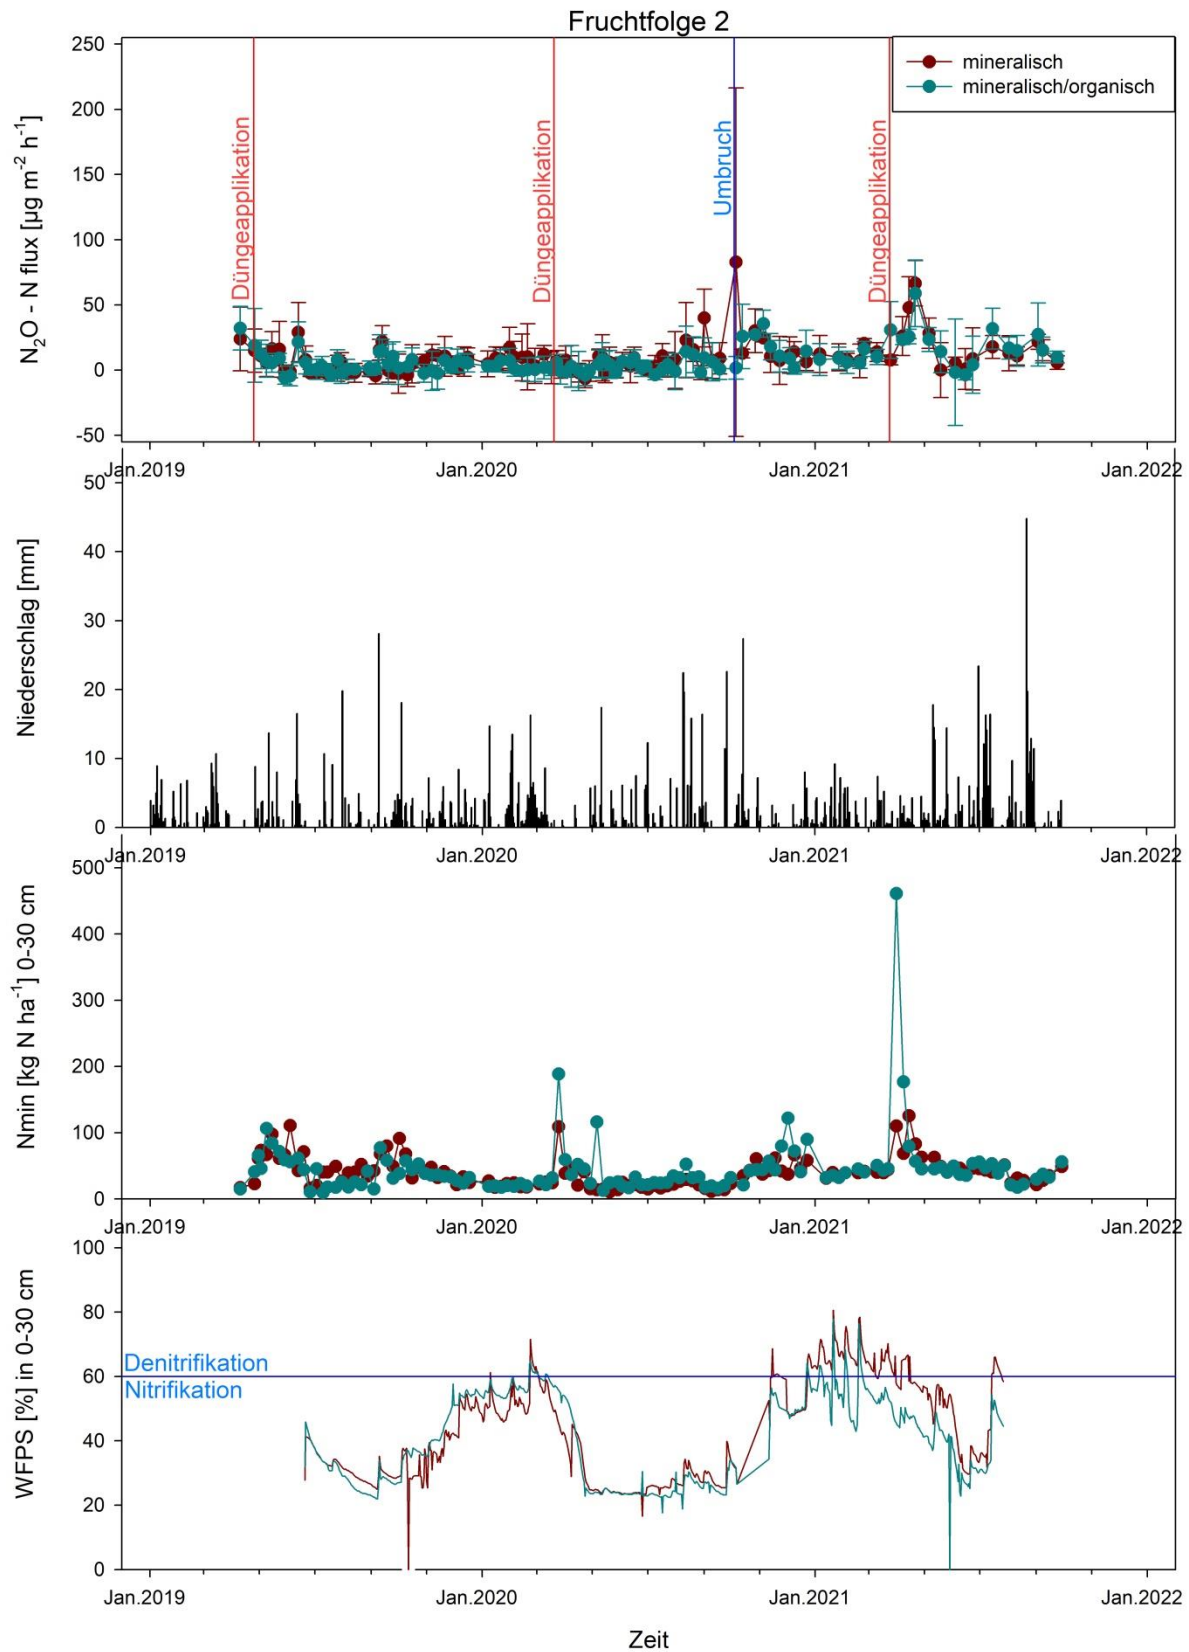 Fruchtfolge 2
mineralisch
mineralisch/organisch
N₂O - N flux [µg m⁻² h⁻¹]
250
200
150
100
50
0
-50
Düngeapplikation
Düngeapplikation
Umbruch
Düngeapplikation
Jan.2019
Jan.2020
Jan.2021
Jan.2022
Niederschlag [mm]
50
40
30
20
10
0
Jan.2019
Jan.2020
Jan.2021
Jan.2022
Nmin [kg N ha⁻¹] 0-30 cm
500
400
300
200
100
0
Jan.2019
Jan.2020
Jan.2021
Jan.2022
WFPS [%] in 0-30 cm
100
80
60
40
20
0
Denitrifikation
Nitrifikation
Jan.2019
Jan.2020
Jan.2021
Jan.2022
Zeit